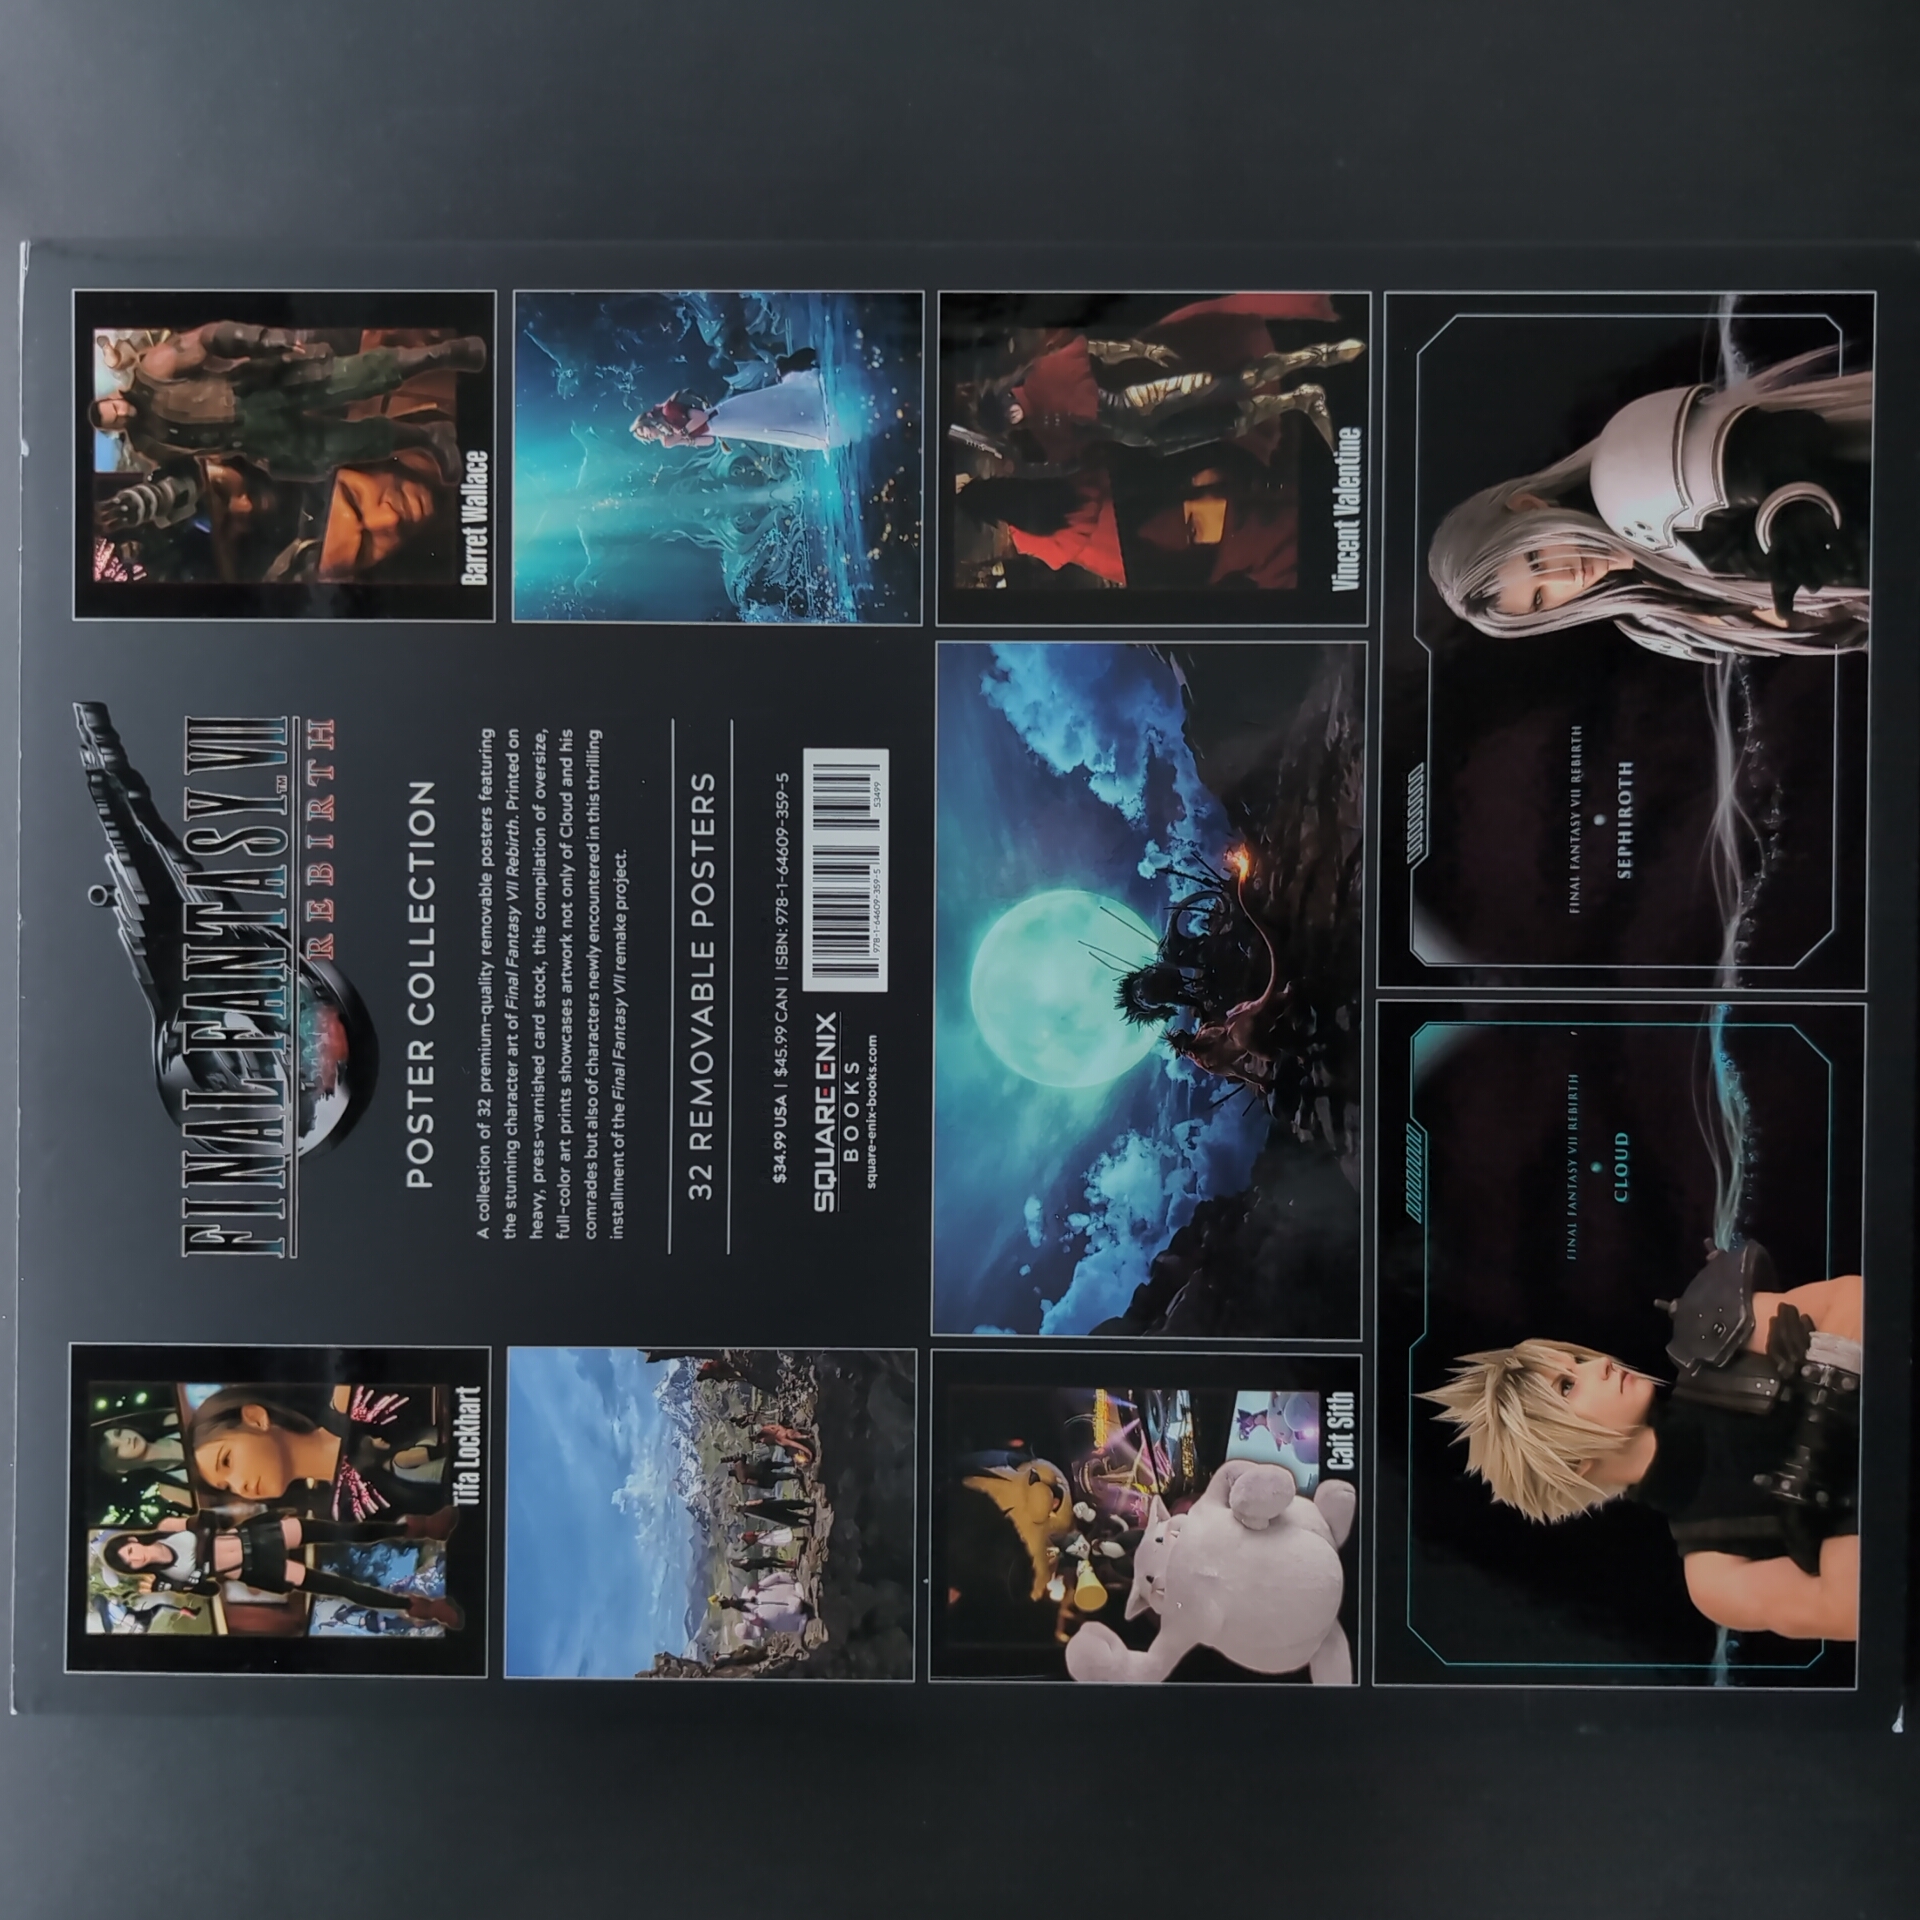 FINAL FANTASY VII
TM
REBIRTH
POSTER COLLECTION
A collection of 32 premium-quality removable posters featuring
the stunning character art of Final Fantasy VII Rebirth. Printed on
heavy, press-varnished card stock, this compilation of oversize,
full-color art prints showcases artwork not only of Cloud and his
comrades but also of characters newly encountered in this thrilling
installment of the Final Fantasy VII remake project.
32 REMOVABLE POSTERS
$34.99 USA | $45.99 CAN | ISBN: 978-1-64609-359-5
SQUARE ENIX
BOOKS
square-enix-books.com
978-1-64609-359-5
53499
Tifa Lockhart
Barret Wallace
Cait Sith
Vincent Valentine
FINAL FANTASY VII REBIRTH
CLOUD
FINAL FANTASY VII REBIRTH
SEPHIROTH